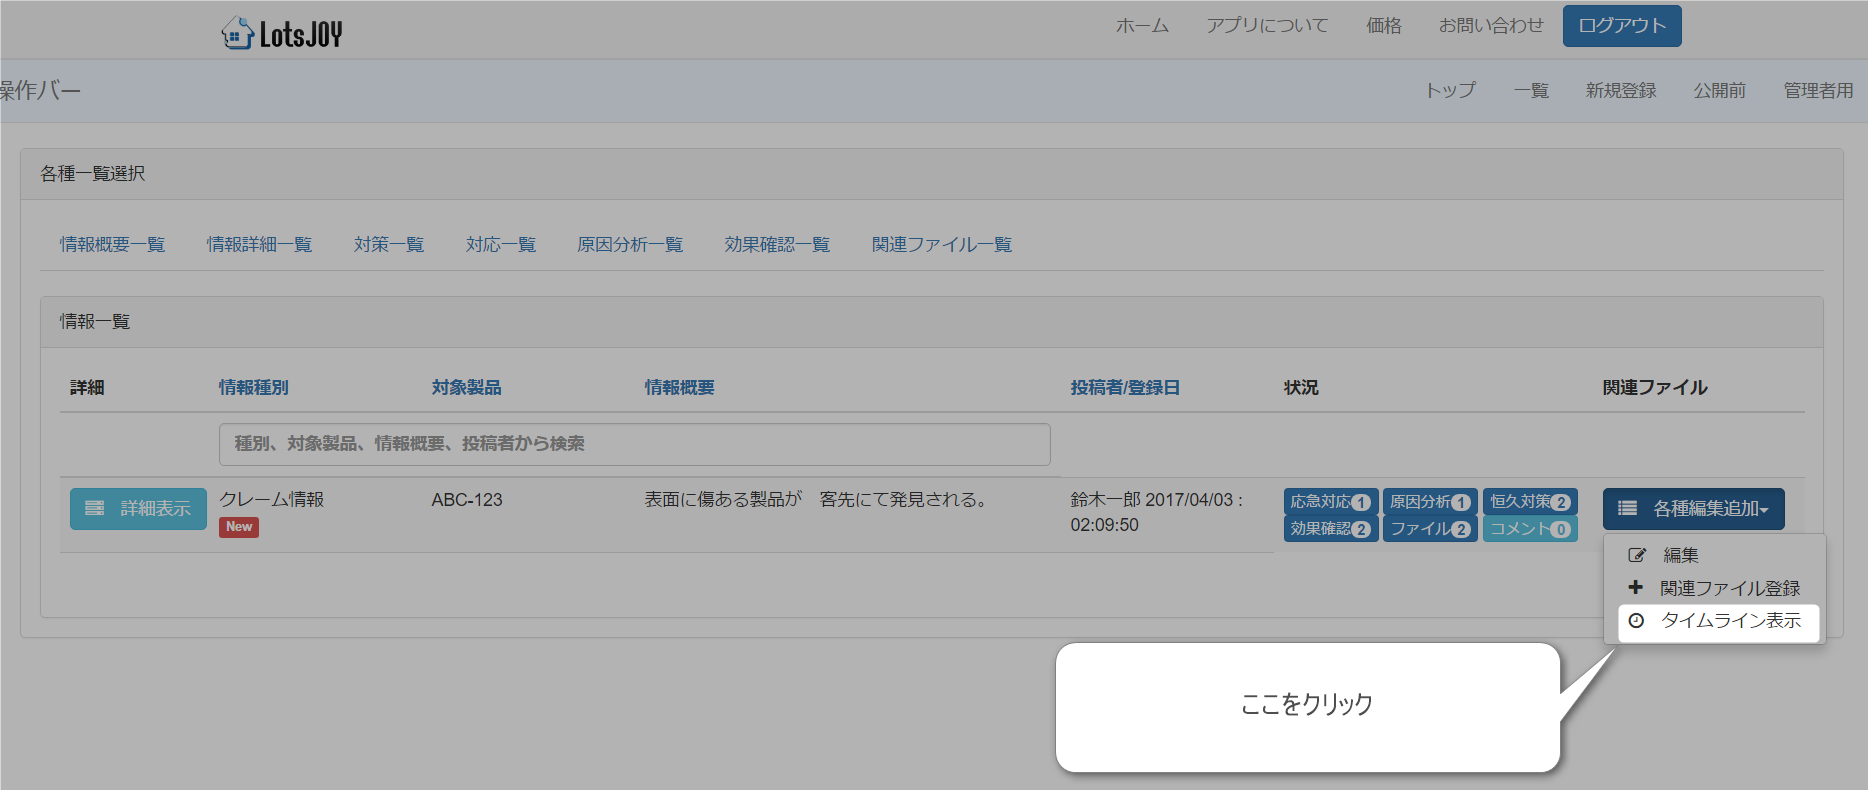 LotsJOY
ホーム アプリについて 価格 お問い合わせ ログアウト
操作バー
トップ 一覧 新規登録 公開前 管理者用
各種一覧選択
情報概要一覧 情報詳細一覧 対策一覧 対応一覧 原因分析一覧 効果確認一覧 関連ファイル一覧
情報一覧
詳細 情報種別 対象製品 情報概要 投稿者/登録日 状況 関連ファイル
種別、対象製品、情報概要、投稿者から検索
詳細表示 クレーム情報 ABC-123 表面に傷ある製品が　客先にて発見される。 鈴木一郎 2017/04/03 : 応急対応1 原因分析1 恒久対策2 各種編集追加
New 02:09:50 効果確認2 ファイル2 コメント0
編集
関連ファイル登録
タイムライン表示
ここをクリック